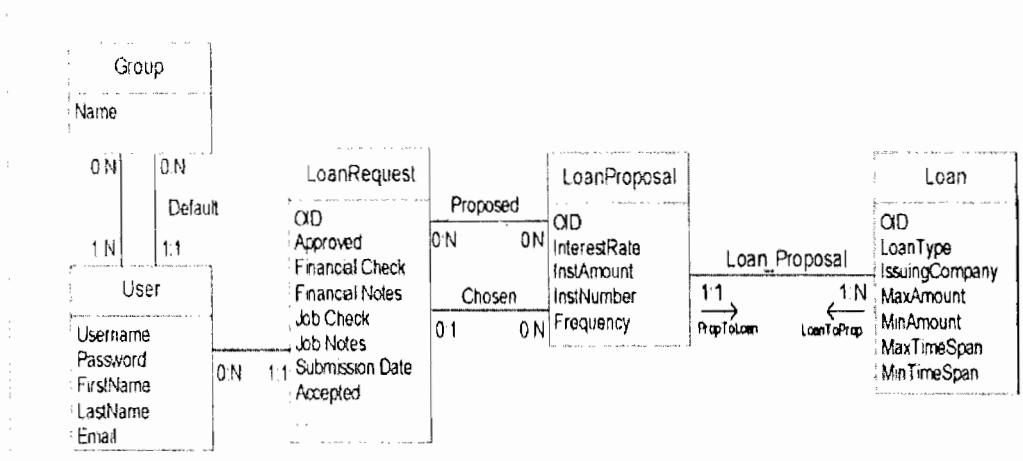 Group
Name
0:N 0:N
Default
1:N 1:1
User
Username
Password
FirstName
LastName
Email
0:N 1:1
LoanRequest
OID
Approved
Financial Check
Financial Notes
Job Check
Job Notes
Submission Date
Accepted
..
Proposed
0:N 0:N
Chosen
0:1 0:N
LoanProposal
OID
InterestRate
InstAmount
InstNumber
Frequency
Loan_Proposal
1:1 1:N
PropToLoan LoanToProp
Loan
OID
LoanType
IssuingCompany
MaxAmount
MinAmount
MaxTimeSpan
MinTimeSpan